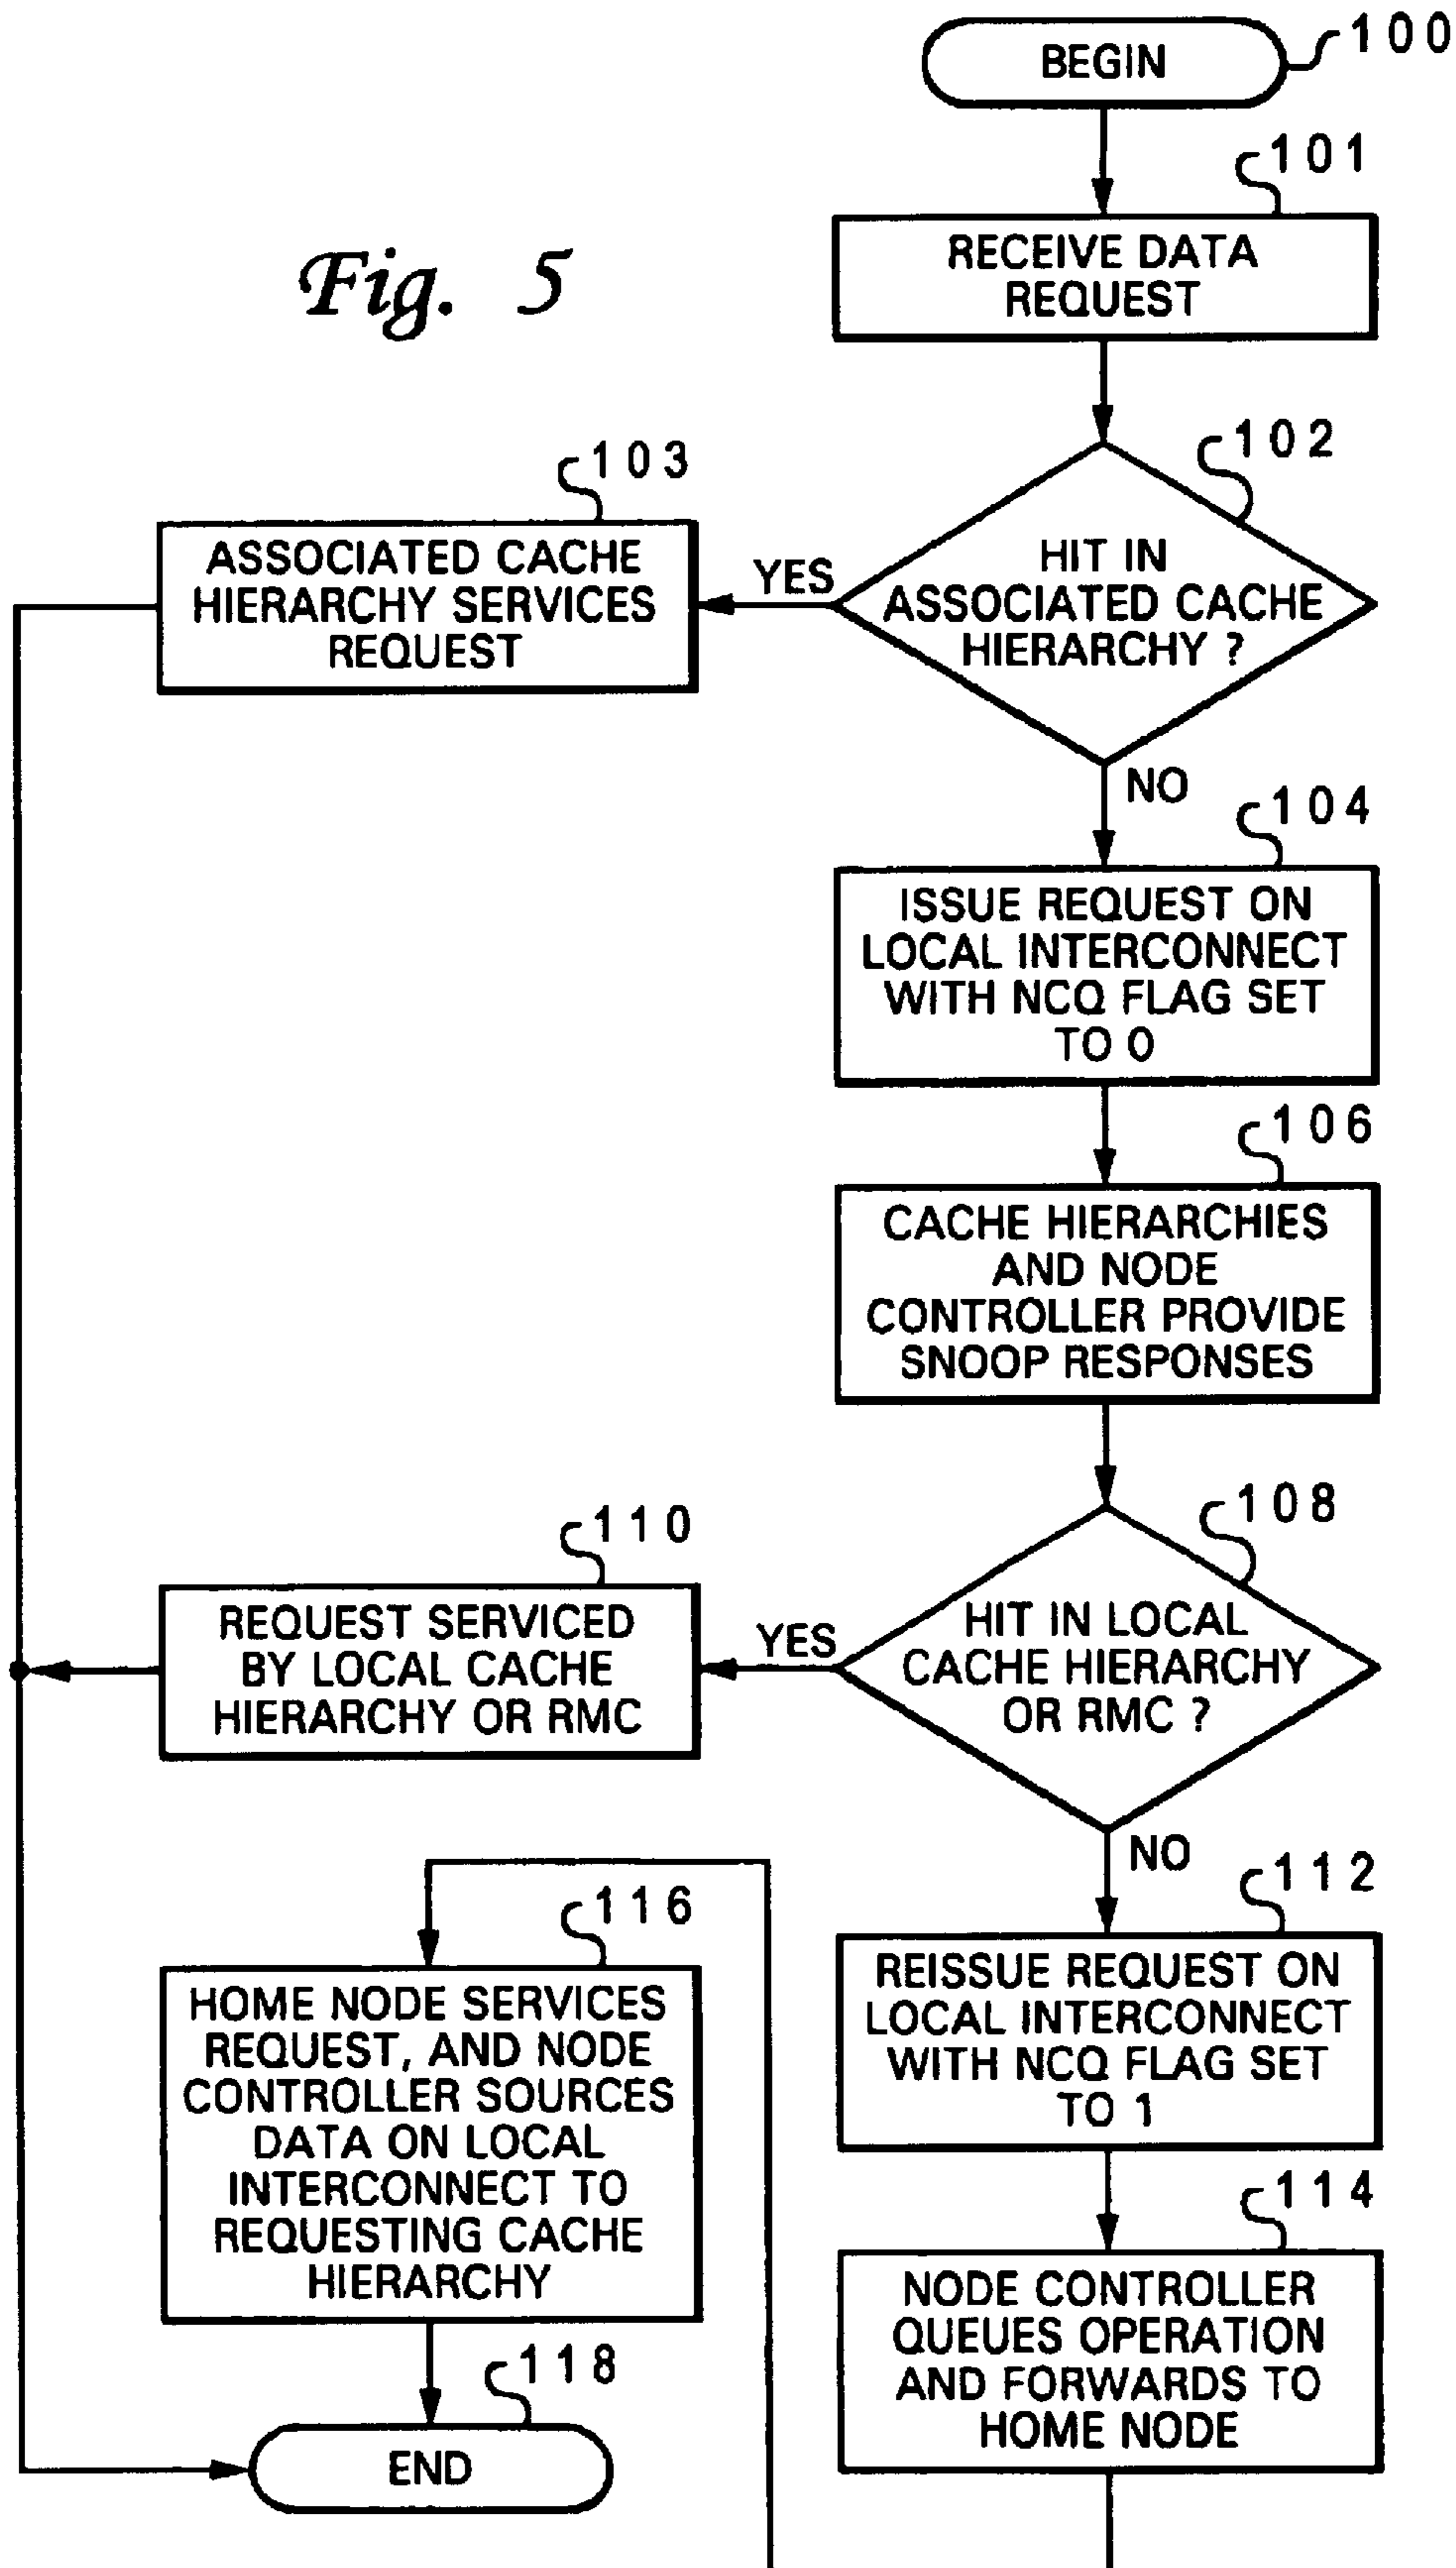 BEGIN
100
101
RECEIVE DATA
REQUEST
Fig. 5
102
HIT IN
ASSOCIATED CACHE
HIERARCHY ?
YES
103
ASSOCIATED CACHE
HIERARCHY SERVICES
REQUEST
NO
104
ISSUE REQUEST ON
LOCAL INTERCONNECT
WITH NCQ FLAG SET
TO 0
106
CACHE HIERARCHIES
AND NODE
CONTROLLER PROVIDE
SNOOP RESPONSES
108
HIT IN LOCAL
CACHE HIERARCHY
OR RMC ?
YES
110
REQUEST SERVICED
BY LOCAL CACHE
HIERARCHY OR RMC
NO
112
REISSUE REQUEST ON
LOCAL INTERCONNECT
WITH NCQ FLAG SET
TO 1
114
NODE CONTROLLER
QUEUES OPERATION
AND FORWARDS TO
HOME NODE
116
HOME NODE SERVICES
REQUEST, AND NODE
CONTROLLER SOURCES
DATA ON LOCAL
INTERCONNECT TO
REQUESTING CACHE
HIERARCHY
118
END